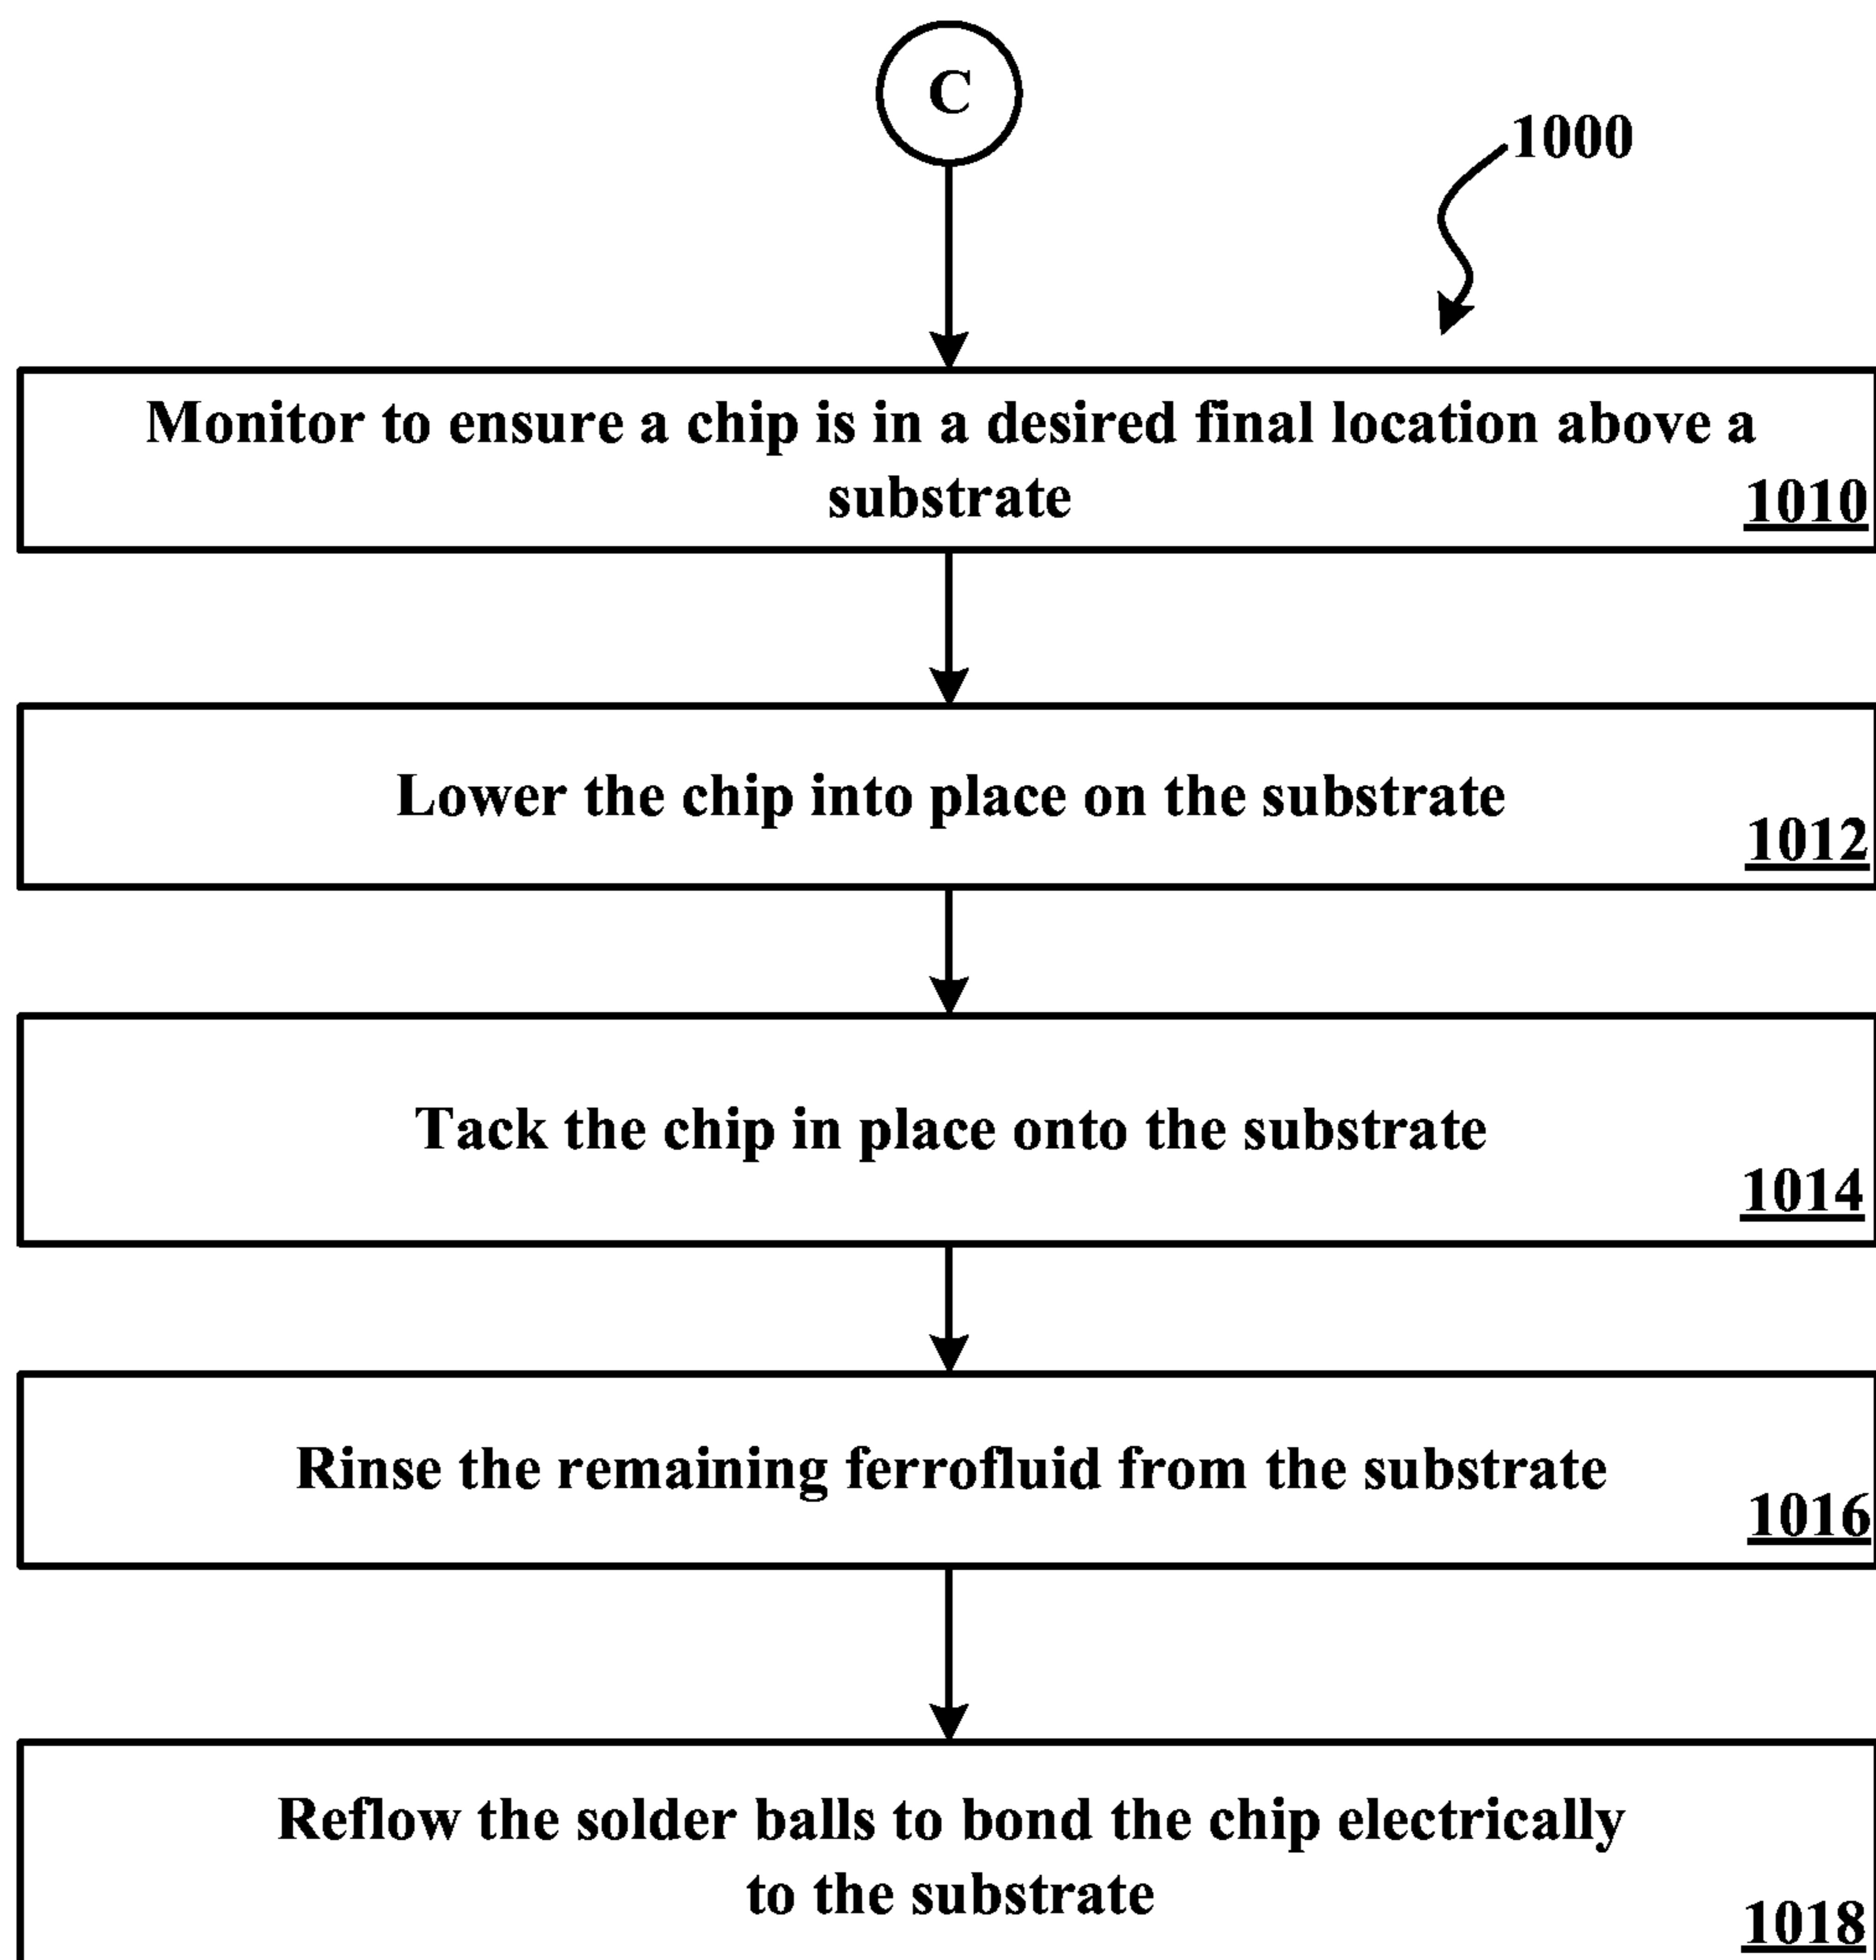 C
1000
Monitor to ensure a chip is in a desired final location above a
substrate
1010
Lower the chip into place on the substrate
1012
Tack the chip in place onto the substrate
1014
Rinse the remaining ferrofluid from the substrate
1016
Reflow the solder balls to bond the chip electrically
to the substrate
1018